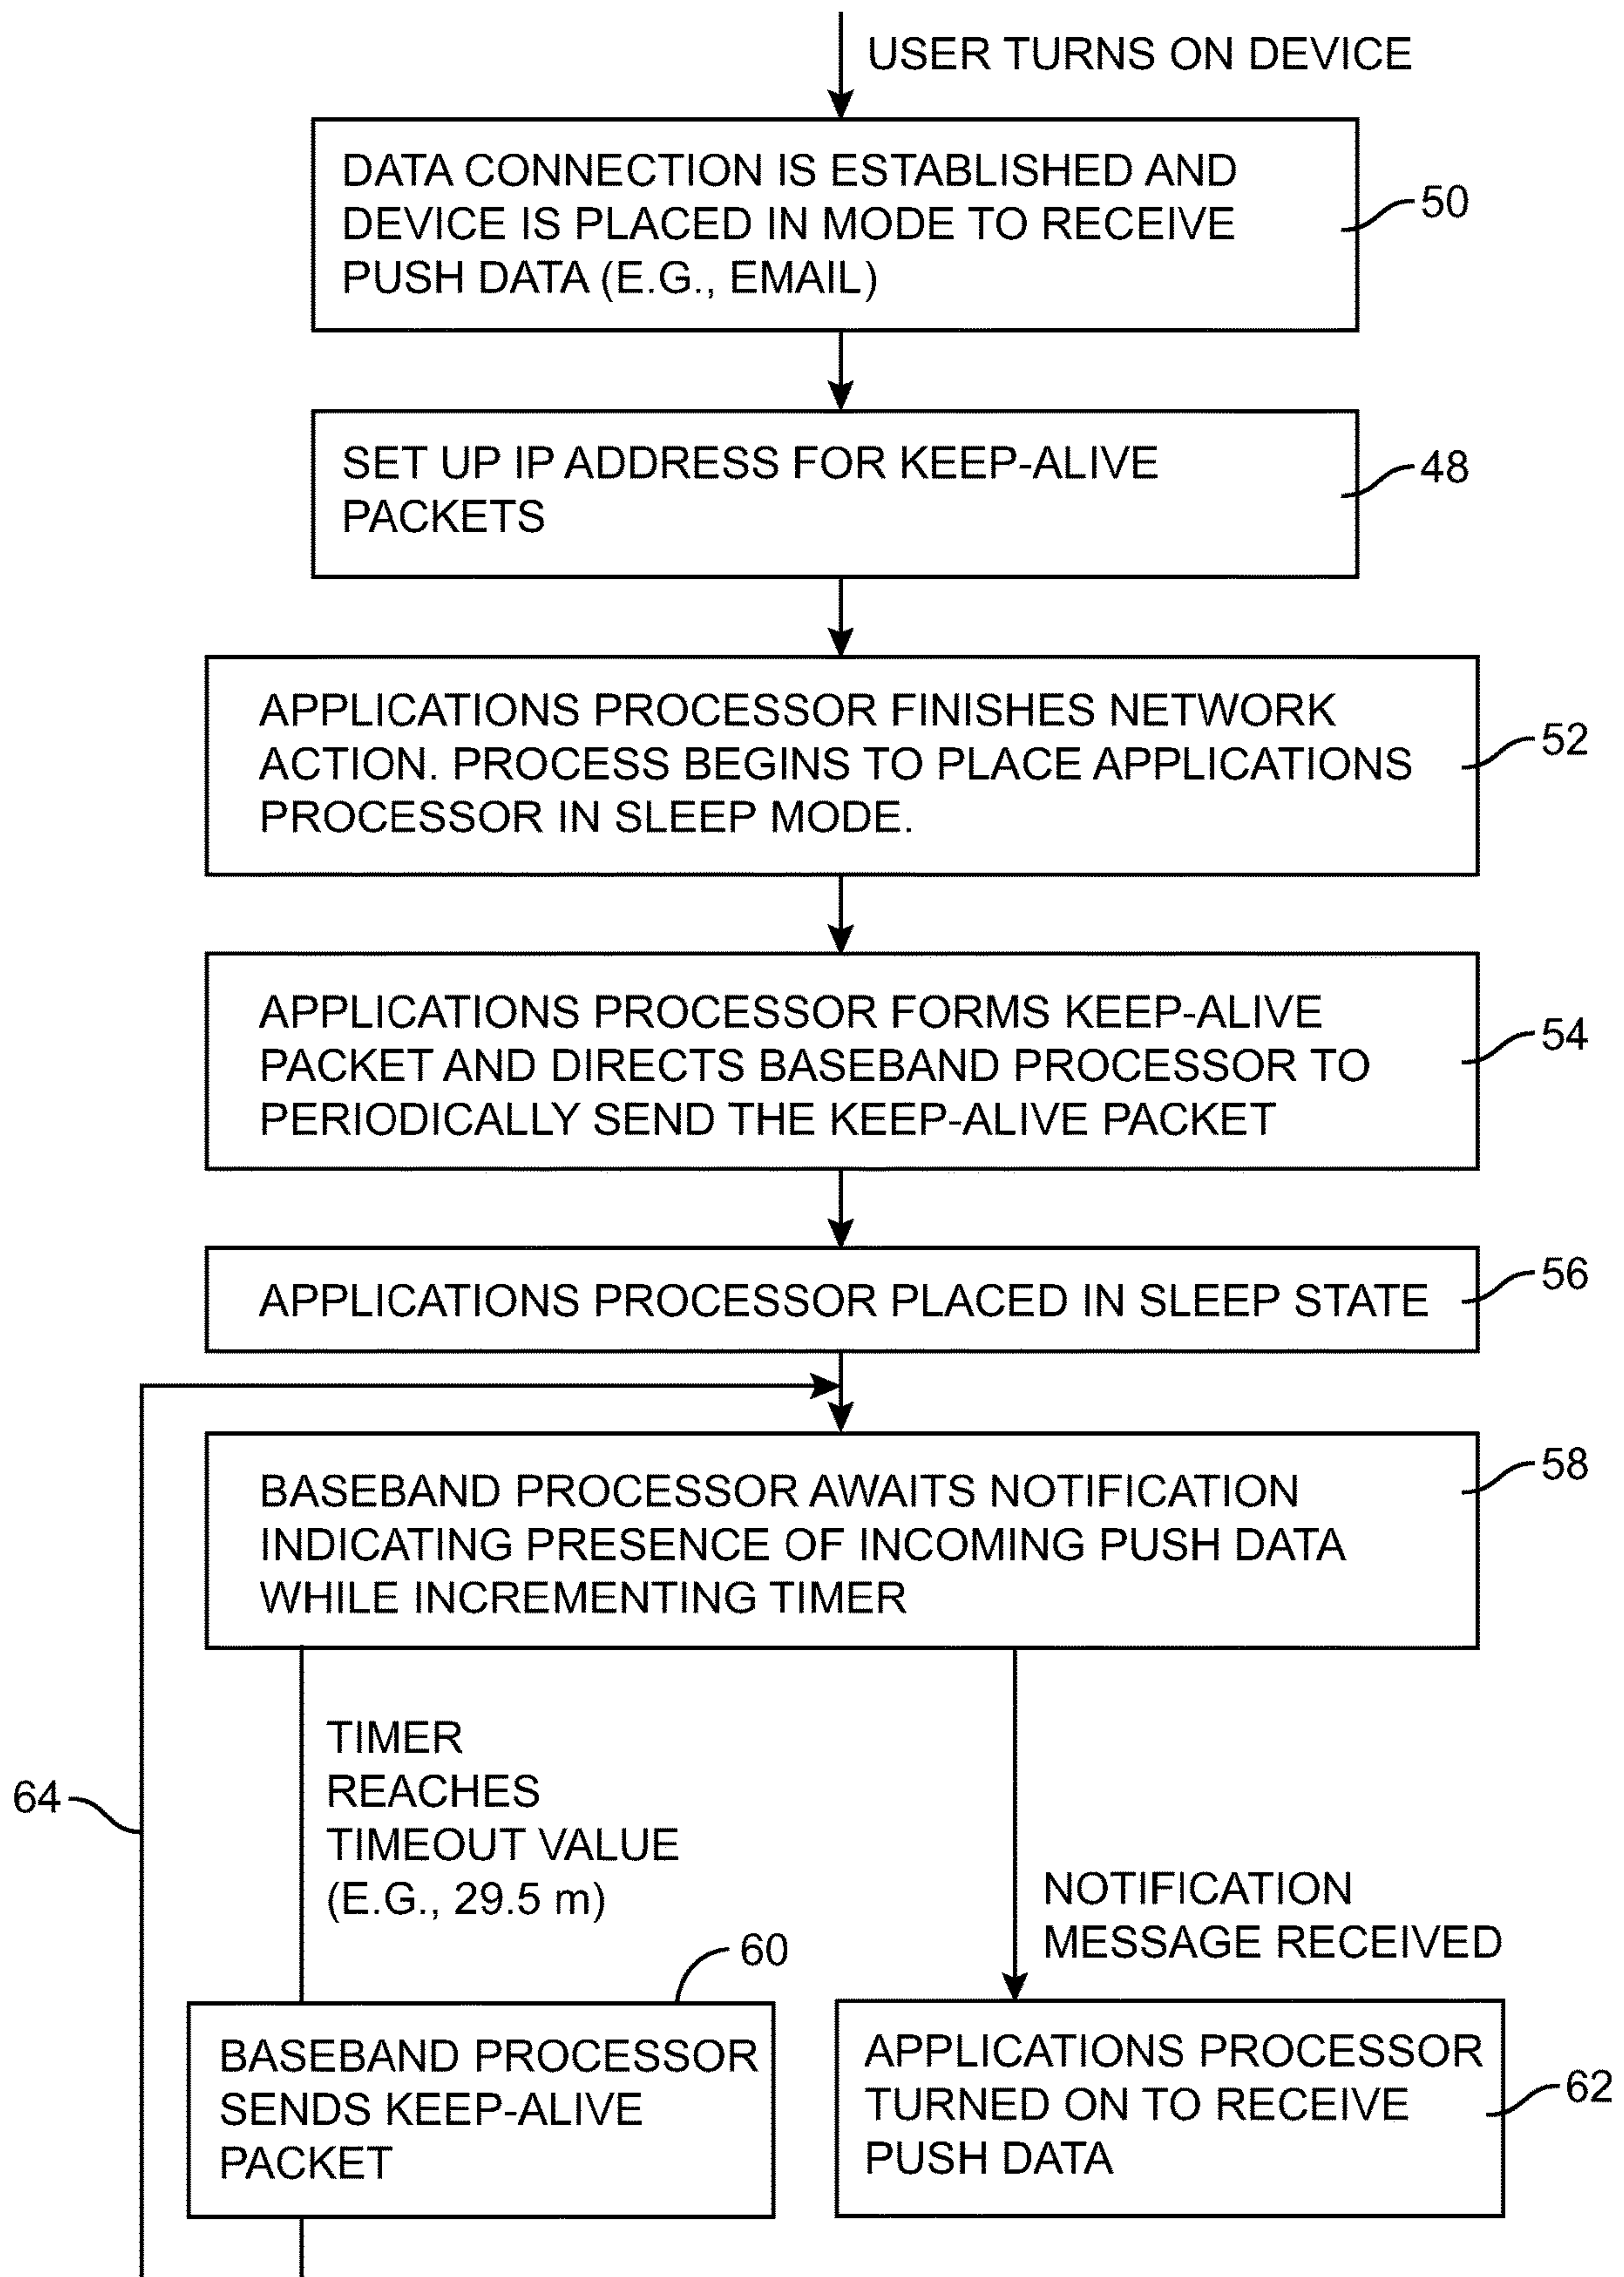 USER TURNS ON DEVICE
DATA CONNECTION IS ESTABLISHED AND
DEVICE IS PLACED IN MODE TO RECEIVE
PUSH DATA (E.G., EMAIL)
50
SET UP IP ADDRESS FOR KEEP-ALIVE
PACKETS
48
APPLICATIONS PROCESSOR FINISHES NETWORK
ACTION. PROCESS BEGINS TO PLACE APPLICATIONS
PROCESSOR IN SLEEP MODE.
52
APPLICATIONS PROCESSOR FORMS KEEP-ALIVE
PACKET AND DIRECTS BASEBAND PROCESSOR TO
PERIODICALLY SEND THE KEEP-ALIVE PACKET
54
APPLICATIONS PROCESSOR PLACED IN SLEEP STATE
56
BASEBAND PROCESSOR AWAITS NOTIFICATION
INDICATING PRESENCE OF INCOMING PUSH DATA
WHILE INCREMENTING TIMER
58
64
TIMER
REACHES
TIMEOUT VALUE
(E.G., 29.5 m)
NOTIFICATION
MESSAGE RECEIVED
60
BASEBAND PROCESSOR
SENDS KEEP-ALIVE
PACKET
APPLICATIONS PROCESSOR
TURNED ON TO RECEIVE
PUSH DATA
62